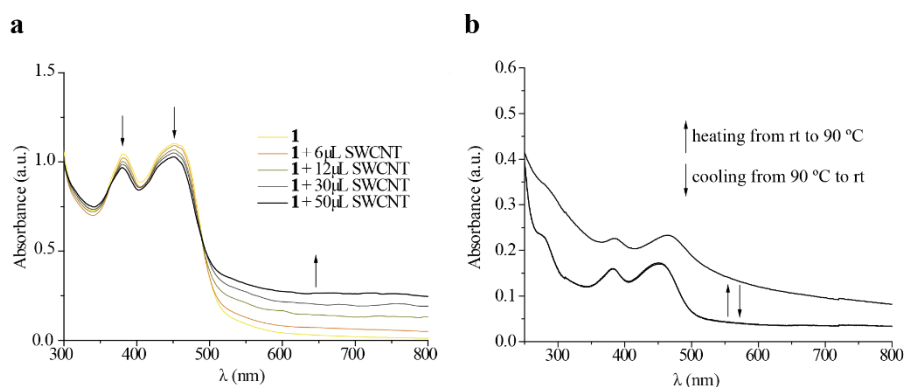 a
b
1.5
1.0
0.5
0.0
Absorbance (a.u.)
300
400
500
600
700
800
λ (nm)
1
1 + 6µL SWCNT
1 + 12µL SWCNT
1 + 30µL SWCNT
1 + 50µL SWCNT
0.6
0.5
0.4
0.3
0.2
0.1
0.0
Absorbance (a.u.)
300
400
500
600
700
800
λ (nm)
heating from rt to 90 ºC
cooling from 90 ºC to rt